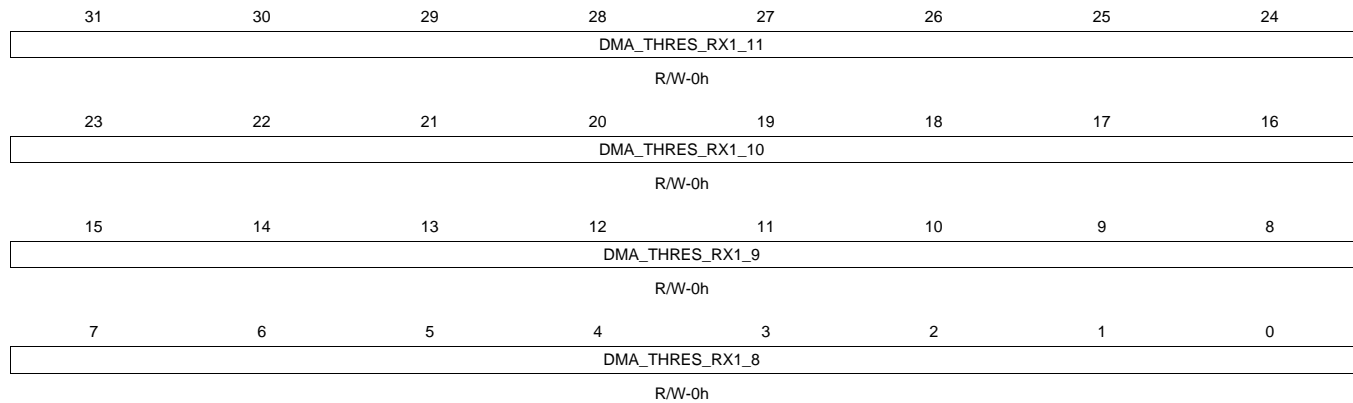 31 30 29 28 27 26 25 24
DMA_THRES_RX1_11
R/W-0h
23 22 21 20 19 18 17 16
DMA_THRES_RX1_10
R/W-0h
15 14 13 12 11 10 9 8
DMA_THRES_RX1_9
R/W-0h
7 6 5 4 3 2 1 0
DMA_THRES_RX1_8
R/W-0h